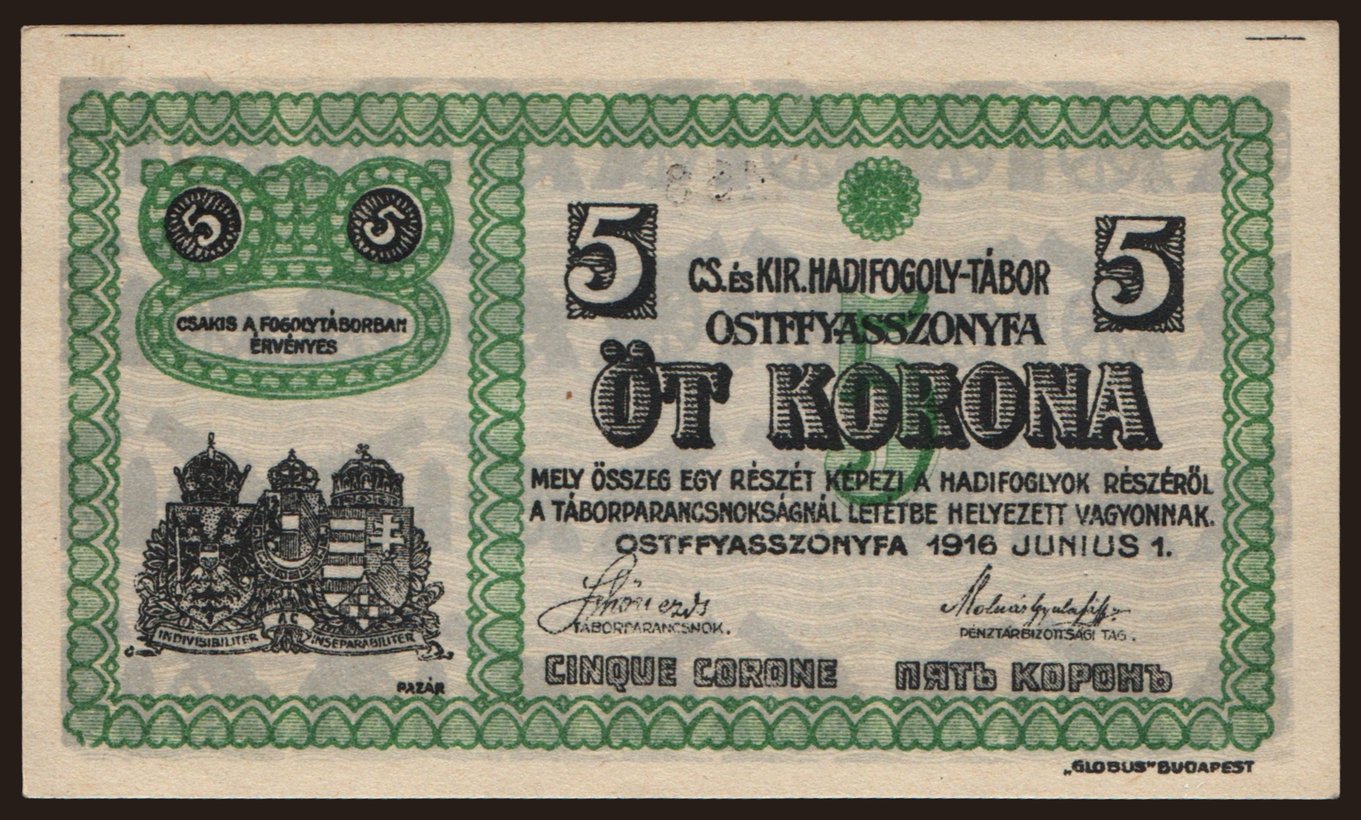 5 5
CSAKIS A FOGOLYTÁBORBAN
ÉRVÉNYES
INDIVISIBILITER AC INSEPARABILITER
PAZÁR
5 5
CS. és KIR. HADIFOGOLY-TÁBOR
OSTFFYASSZONYFA
5
ÖT KORONA
MELY ÖSSZEG EGY RÉSZÉT KÉPEZI A HADIFOGLYOK RÉSZÉRŐL
A TÁBORPARANCSNOKSÁGNÁL LETÉTBE HELYEZETT VAGYONNAK.
OSTFFYASSZONYFA 1916 JUNIUS 1.
TÁBORPARANCSNOK.
PÉNZTÁRBIZOTTSÁGI TAG.
CINQUE CORONE ПЯТЬ КОРОНЪ
„GLOBUS" BUDAPEST